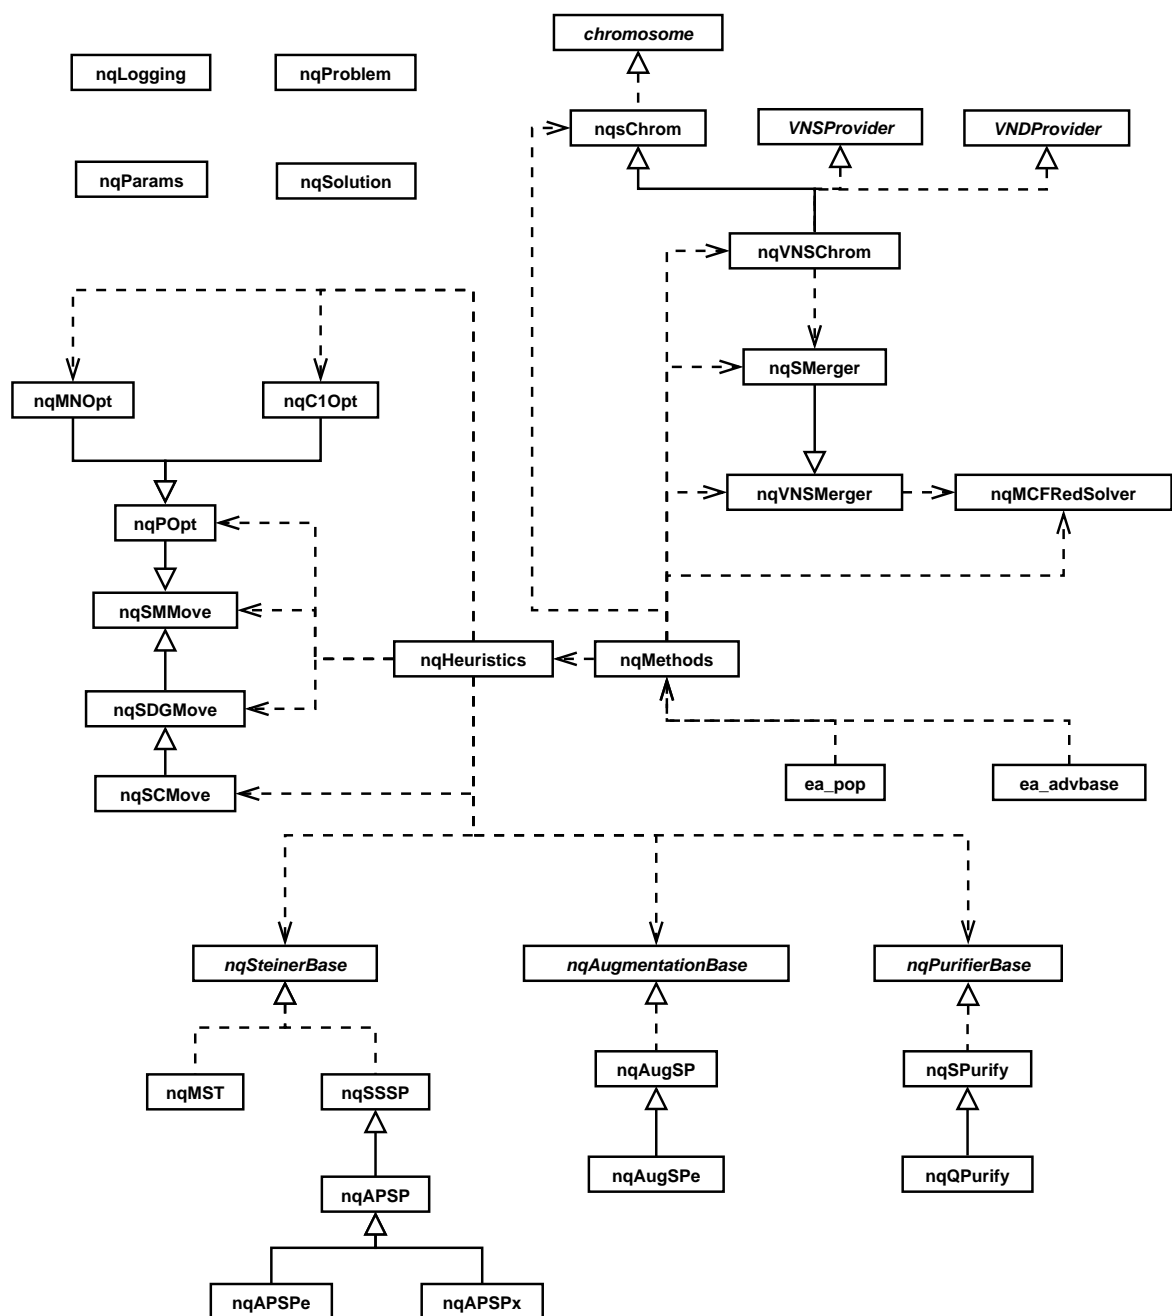 chromosome
nqLogging
nqProblem
nqsChrom
VNSProvider
VNDProvider
nqParams
nqSolution
nqVNSChrom
nqSMerger
nqMNOpt
nqC1Opt
nqVNSMerger
nqMCFRedSolver
nqPOpt
nqSMMove
nqHeuristics
nqMethods
nqSDGMove
nqSCMove
ea_pop
ea_advbase
nqSteinerBase
nqAugmentationBase
nqPurifierBase
nqMST
nqSSSP
nqAugSP
nqSPurify
nqAPSP
nqAugSPe
nqQPurify
nqAPSPe
nqAPSPx